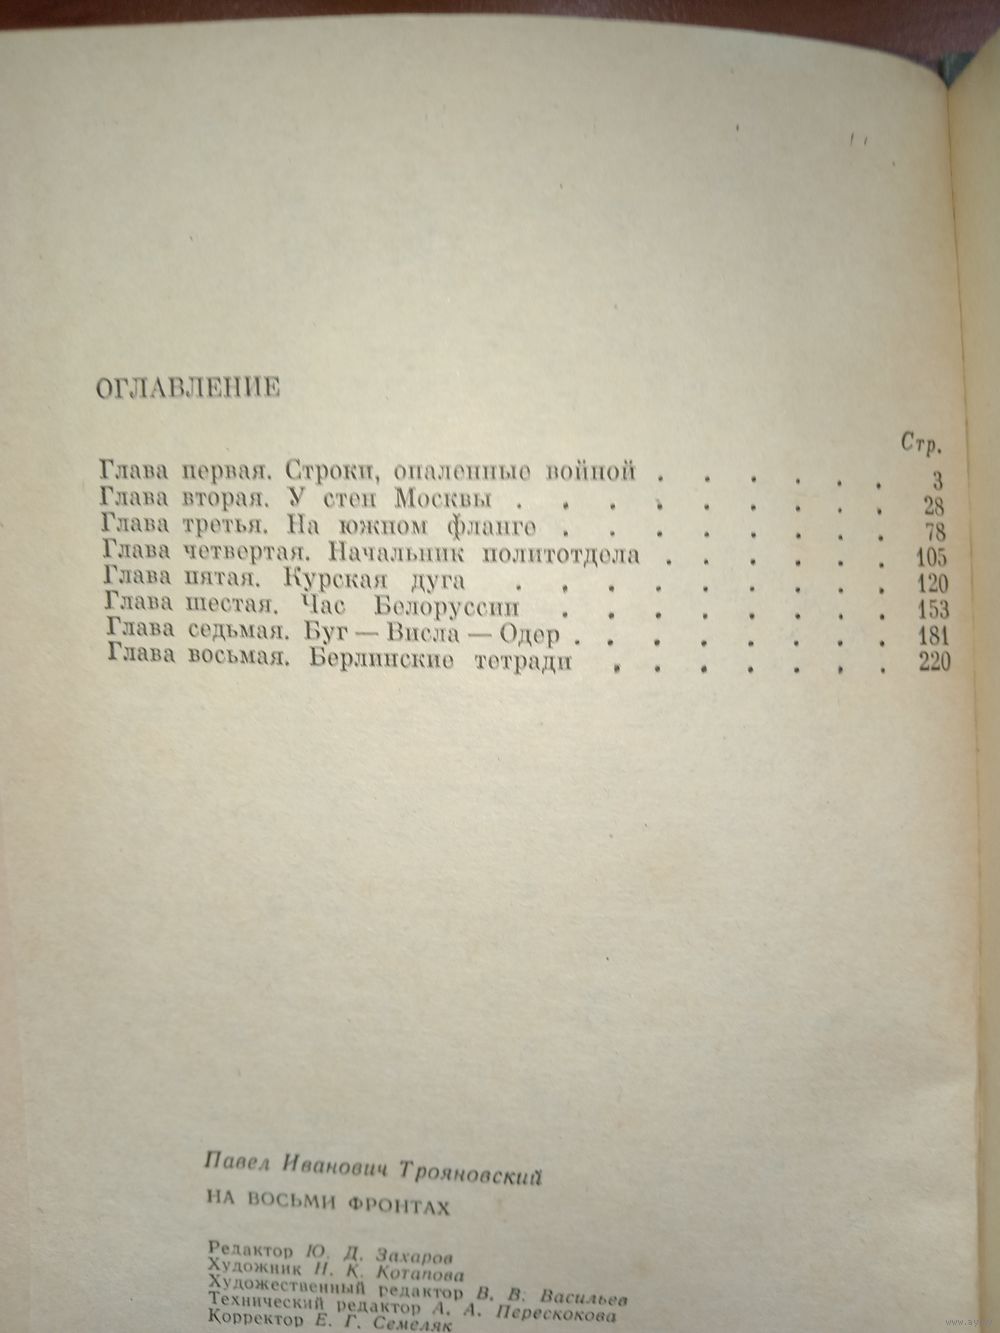 ОГЛАВЛЕНИЕ
Стр.
Глава первая. Строки, опаленные войной . . . . . . 3
Глава вторая. У стен Москвы . . . . . . . . . 28
Глава третья. На южном фланге . . . . . . . . 78
Глава четвертая. Начальник политотдела . . . . . . 105
Глава пятая. Курская дуга . . . . . . . . . 120
Глава шестая. Час Белоруссии . . . . . . . . 153
Глава седьмая. Буг — Висла — Одер . . . . . . . . 181
Глава восьмая. Берлинские тетради . . . . . . . 220
Павел Иванович Трояновский
НА ВОСЬМИ ФРОНТАХ
Редактор Ю. Д. Захаров
Художник Н. К. Котапова
Художественный редактор В. В. Васильев
Технический редактор А. А. Перескокова
Корректор Е. Г. Семеляк